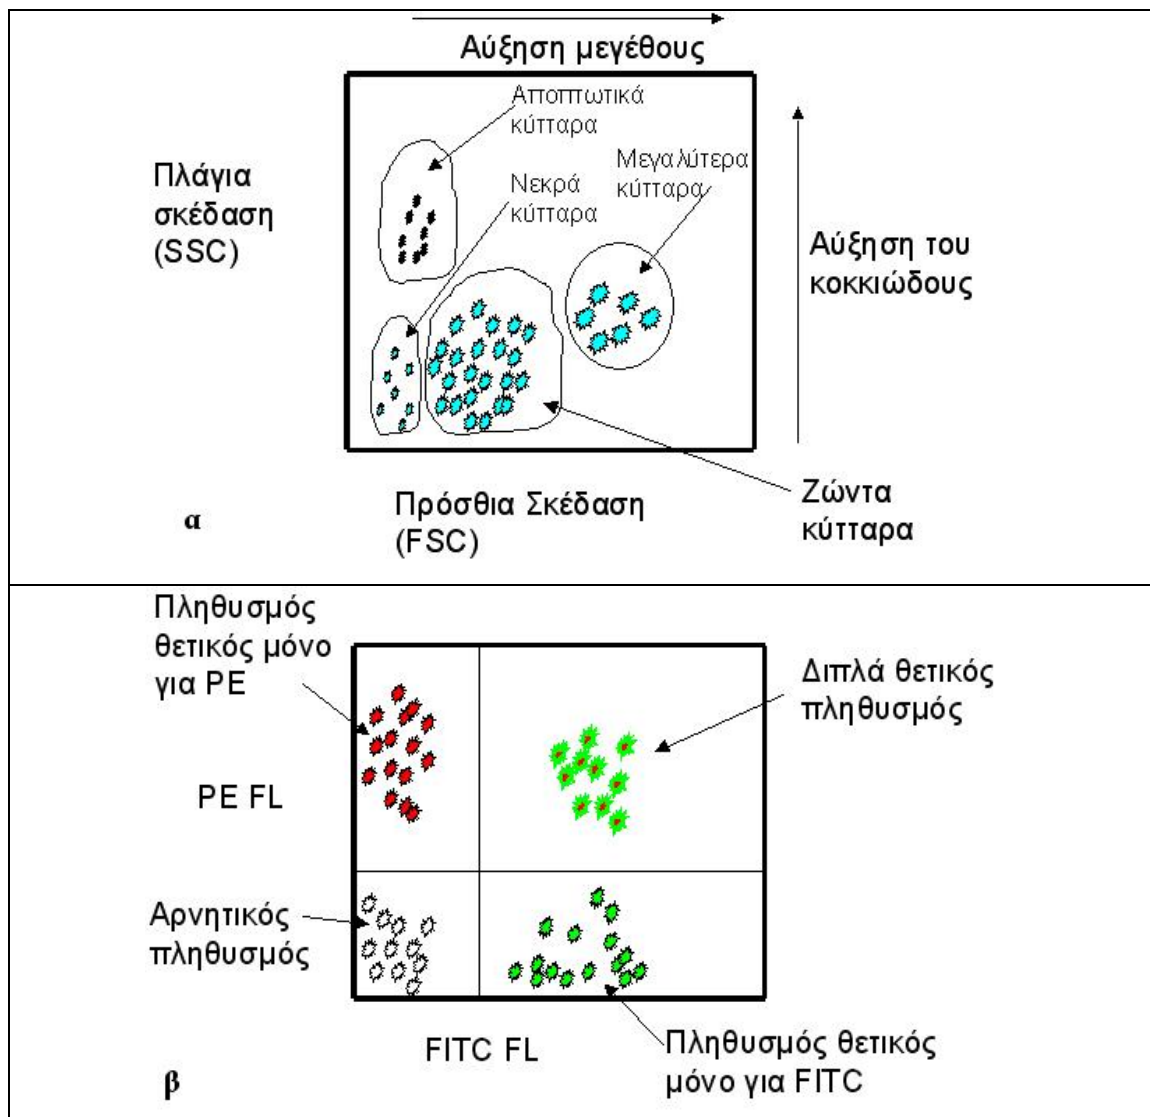 Αύξηση μεγέθους
Αποπτωτικά
κύτταρα
Μεγαλύτερα
κύτταρα
Νεκρά
κύτταρα
Πλάγια
σκέδαση
(SSC)
Αύξηση του
κοκκιώδους
Ζώντα
κύτταρα
Πρόσθια Σκέδαση
(FSC)
α
Πληθυσμός
θετικός μόνο
για PE
Διπλά θετικός
πληθυσμός
PE FL
Αρνητικός
πληθυσμός
FITC FL
Πληθυσμός θετικός
μόνο για FITC
β